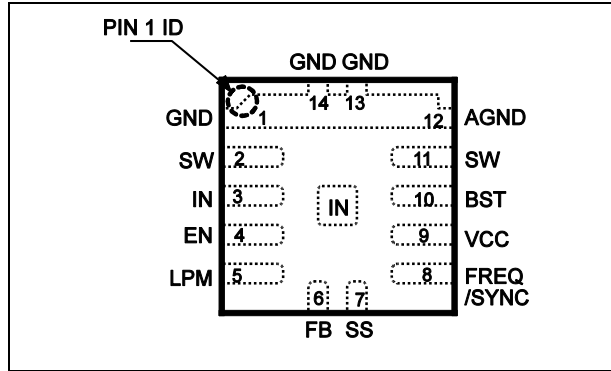 PIN 1 ID
GND GND
14 13
GND 1 12 AGND
SW 2 11 SW
IN 3 IN 10 BST
EN 4 9 VCC
LPM 5 8 FREQ
/SYNC
6 7
FB SS